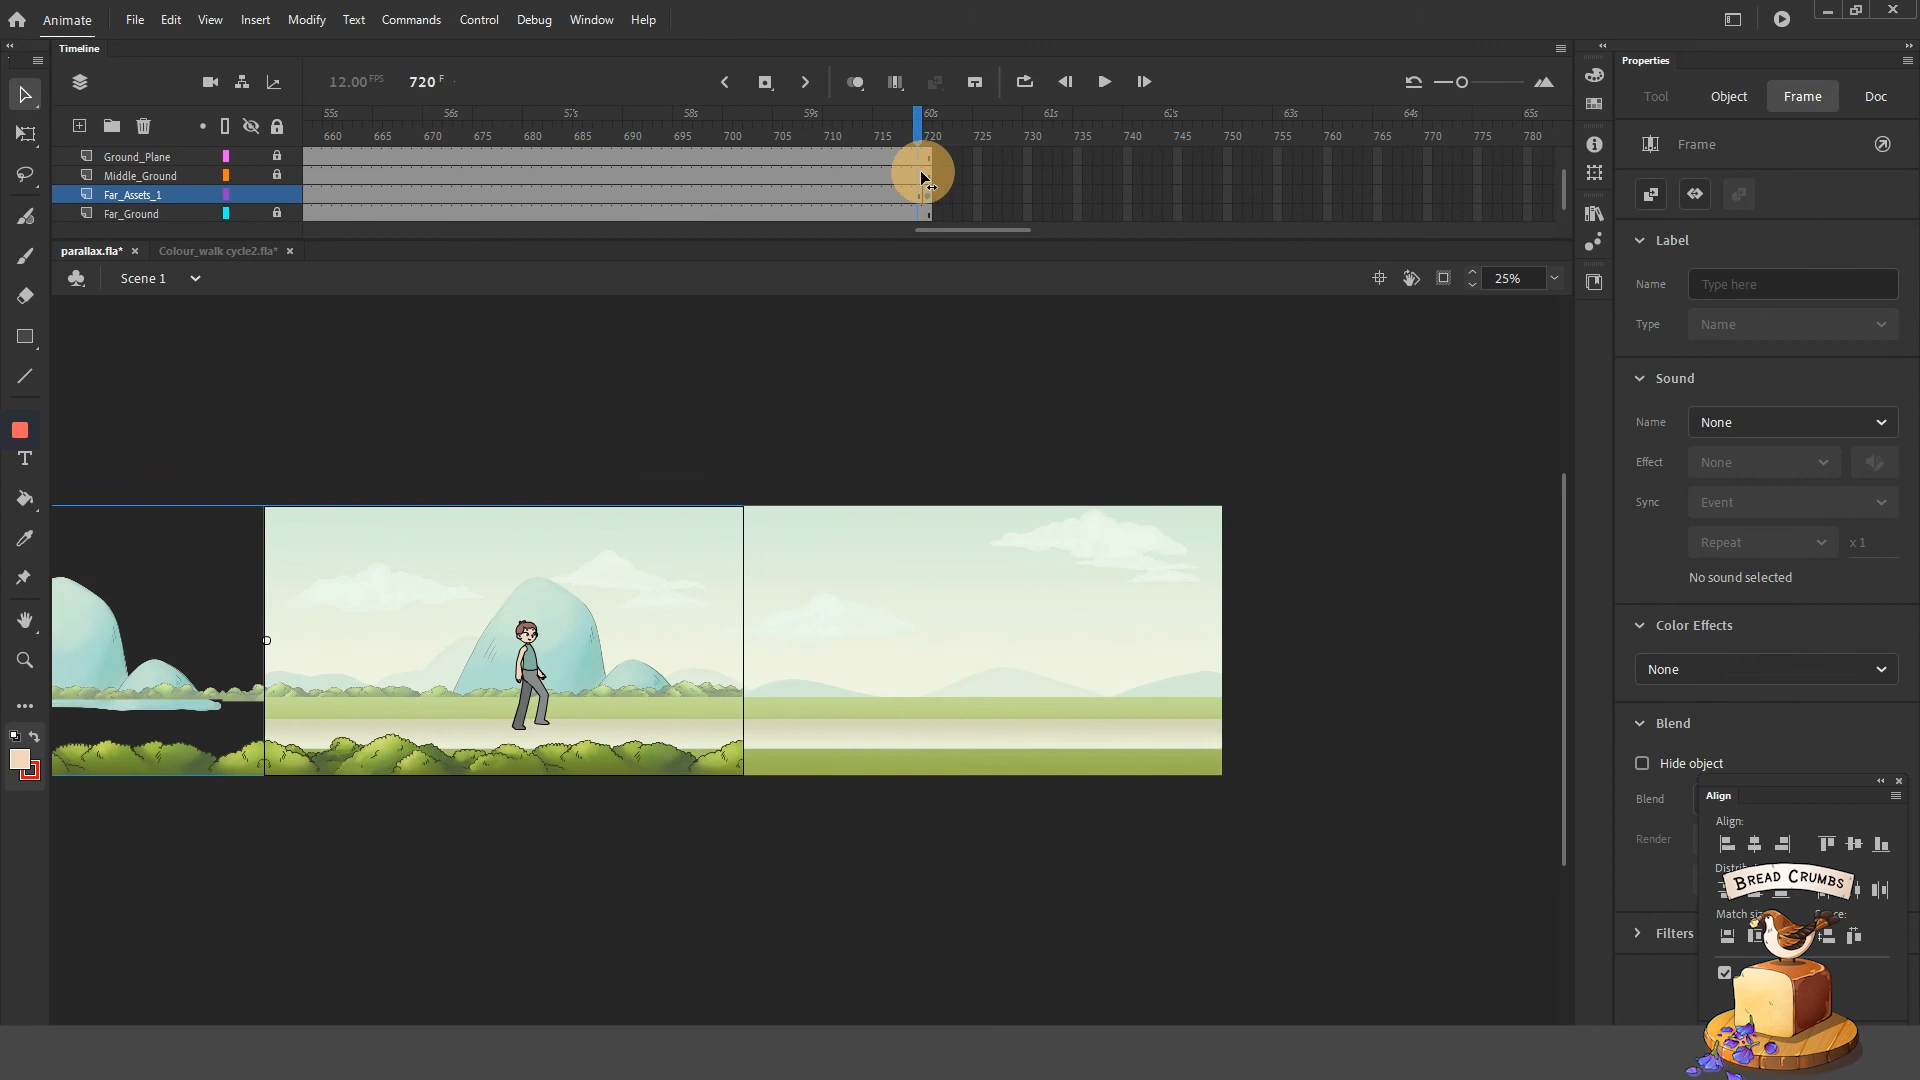 Animate File Edit View Insert Modify Text Commands Control Debug Window Help
Timeline
12.00 FPS 720 F
55s 56s 57s 58s 59s 60s 61s 62s 63s 64s 65s
660 665 670 675 680 685 690 695 700 705 710 715 720 725 730 735 740 745 750 755 760 765 770 775 780
Ground_Plane
Middle_Ground
Far_Assets_1
Far_Ground
parallax.fla* Colour_walk cycle2.fla*
Scene 1
25%
Properties
Tool Object Frame Doc
Frame
Label
Name Type here
Type Name
Sound
Name None
Effect None
Sync Event
Repeat x 1
No sound selected
Color Effects
None
Blend
Hide object
Blend
Render
Filters
Align
Align:
BREAD CRUMBS